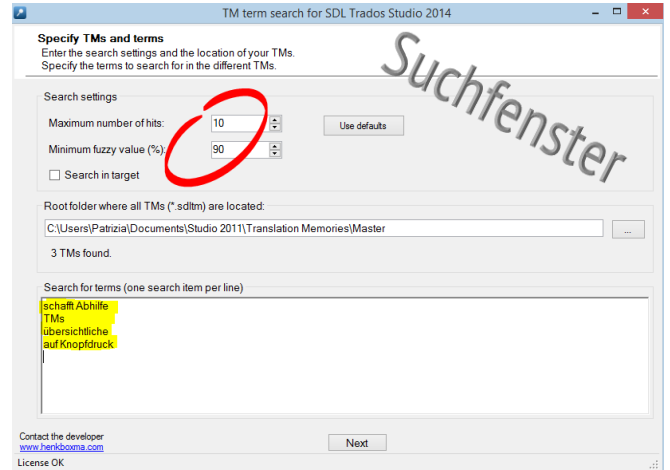 TM term search for SDL Trados Studio 2014
Specify TMs and terms
Enter the search settings and the location of your TMs.
Specify the terms to search for in the different TMs.
Suchfenster
Search settings
Maximum number of hits: 10 Use defaults
Minimum fuzzy value (%): 90
Search in target
Root folder where all TMs (*.sdltm) are located:
C:\Users\Patrizia\Documents\Studio 2011\Translation Memories\Master ...
3 TMs found.
Search for terms (one search item per line)
schafft Abhilfe
TMs
übersichtliche
auf Knopfdruck
Contact the developer
www.henkboxma.com
Next
License OK